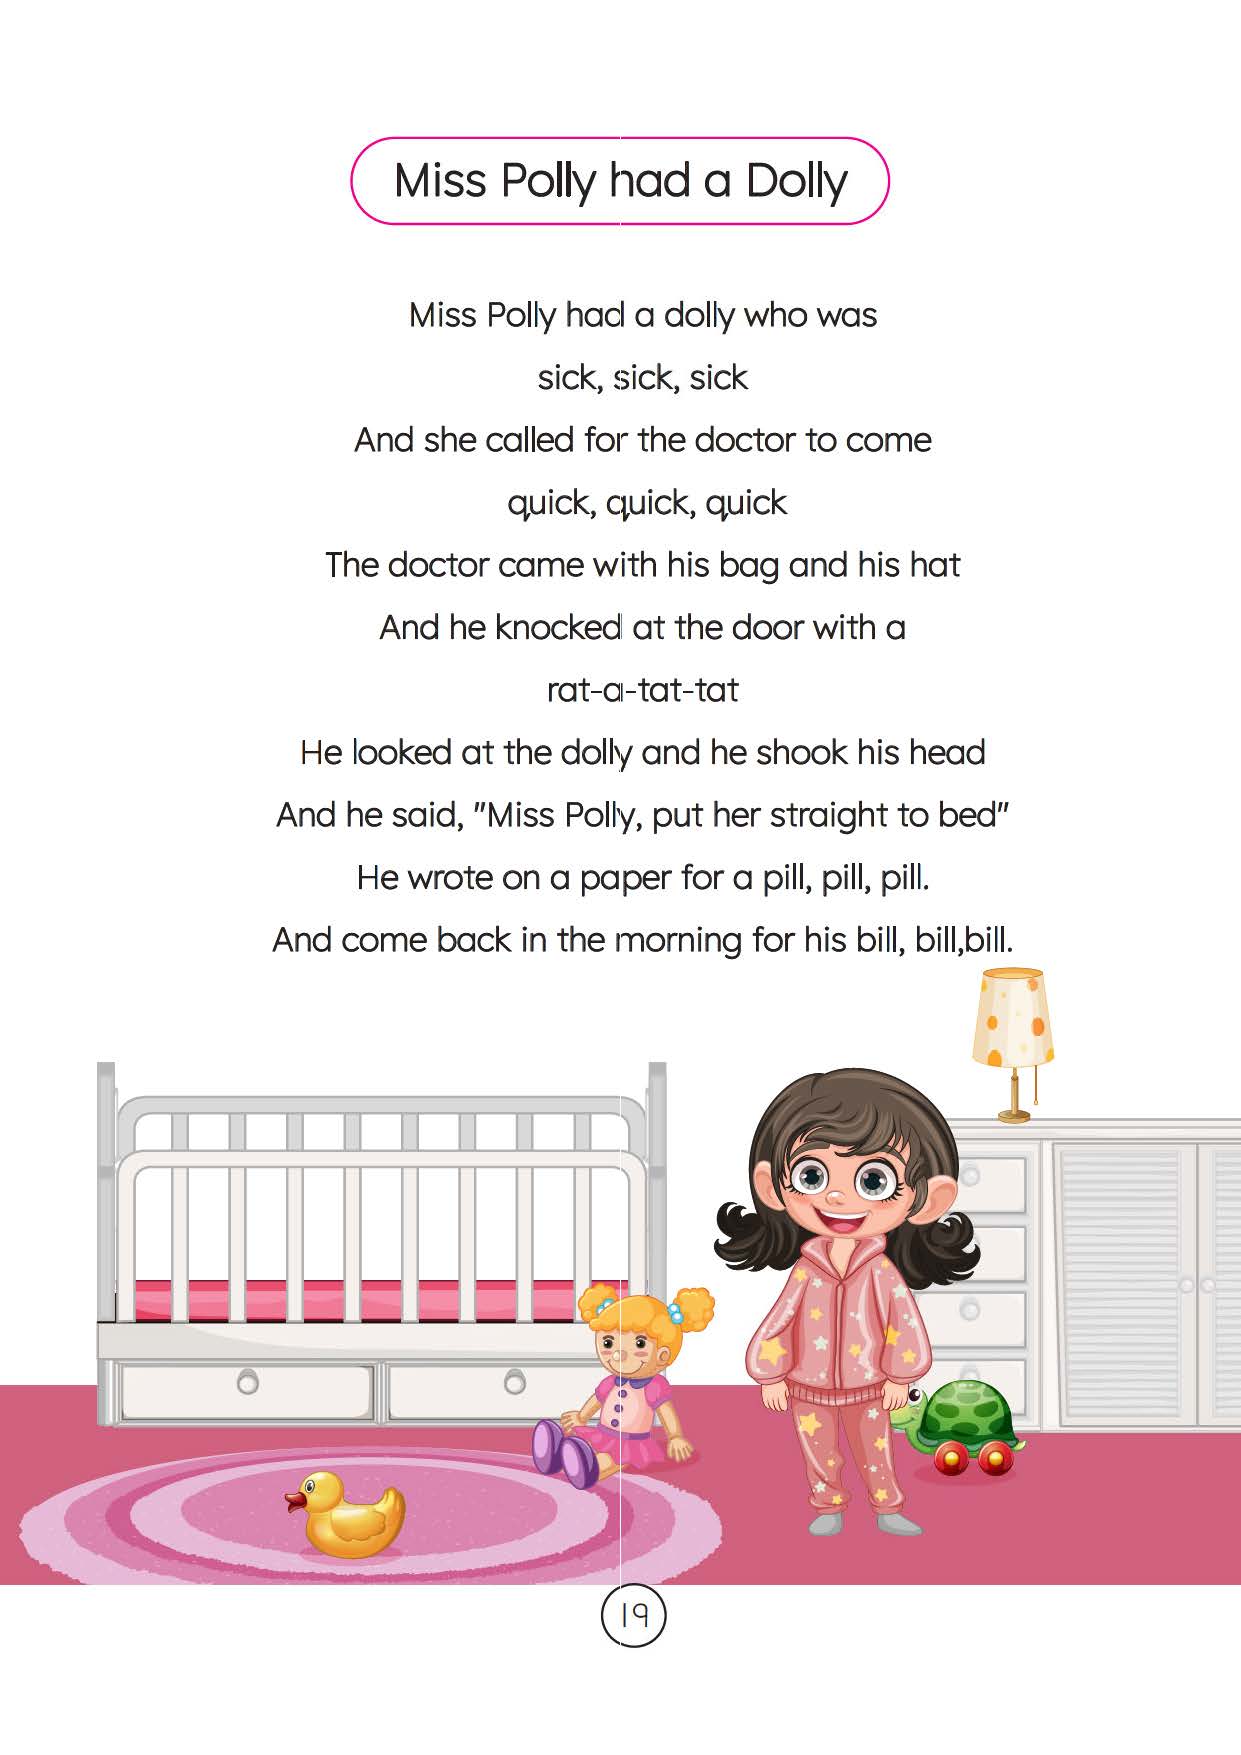 Miss Polly had a Dolly
Miss Polly had a dolly who was
sick, sick, sick
And she called for the doctor to come
quick, quick, quick
The doctor came with his bag and his hat
And he knocked at the door with a
rat-a-tat-tat
He looked at the dolly and he shook his head
And he said, "Miss Polly, put her straight to bed"
He wrote on a paper for a pill, pill, pill.
And come back in the morning for his bill, bill,bill.
19